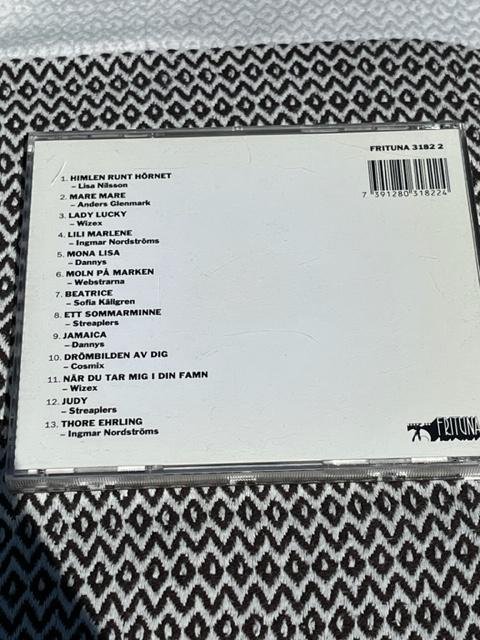 FRITUNA 3182 2
7 391280 318224
1. HIMLEN RUNT HÖRNET
– Lisa Nilsson
2. MARE MARE
– Anders Glenmark
3. LADY LUCKY
– Wizex
4. LILI MARLENE
– Ingmar Nordströms
5. MONA LISA
– Dannys
6. MOLN PÅ MARKEN
– Webstrarna
7. BEATRICE
– Sofia Källgren
8. ETT SOMMARMINNE
– Streaplers
9. JAMAICA
– Dannys
10. DRÖMBILDEN AV DIG
– Cosmix
11. NÄR DU TAR MIG I DIN FAMN
– Wizex
12. JUDY
– Streaplers
13. THORE EHRLING
– Ingmar Nordströms
FRITUNA